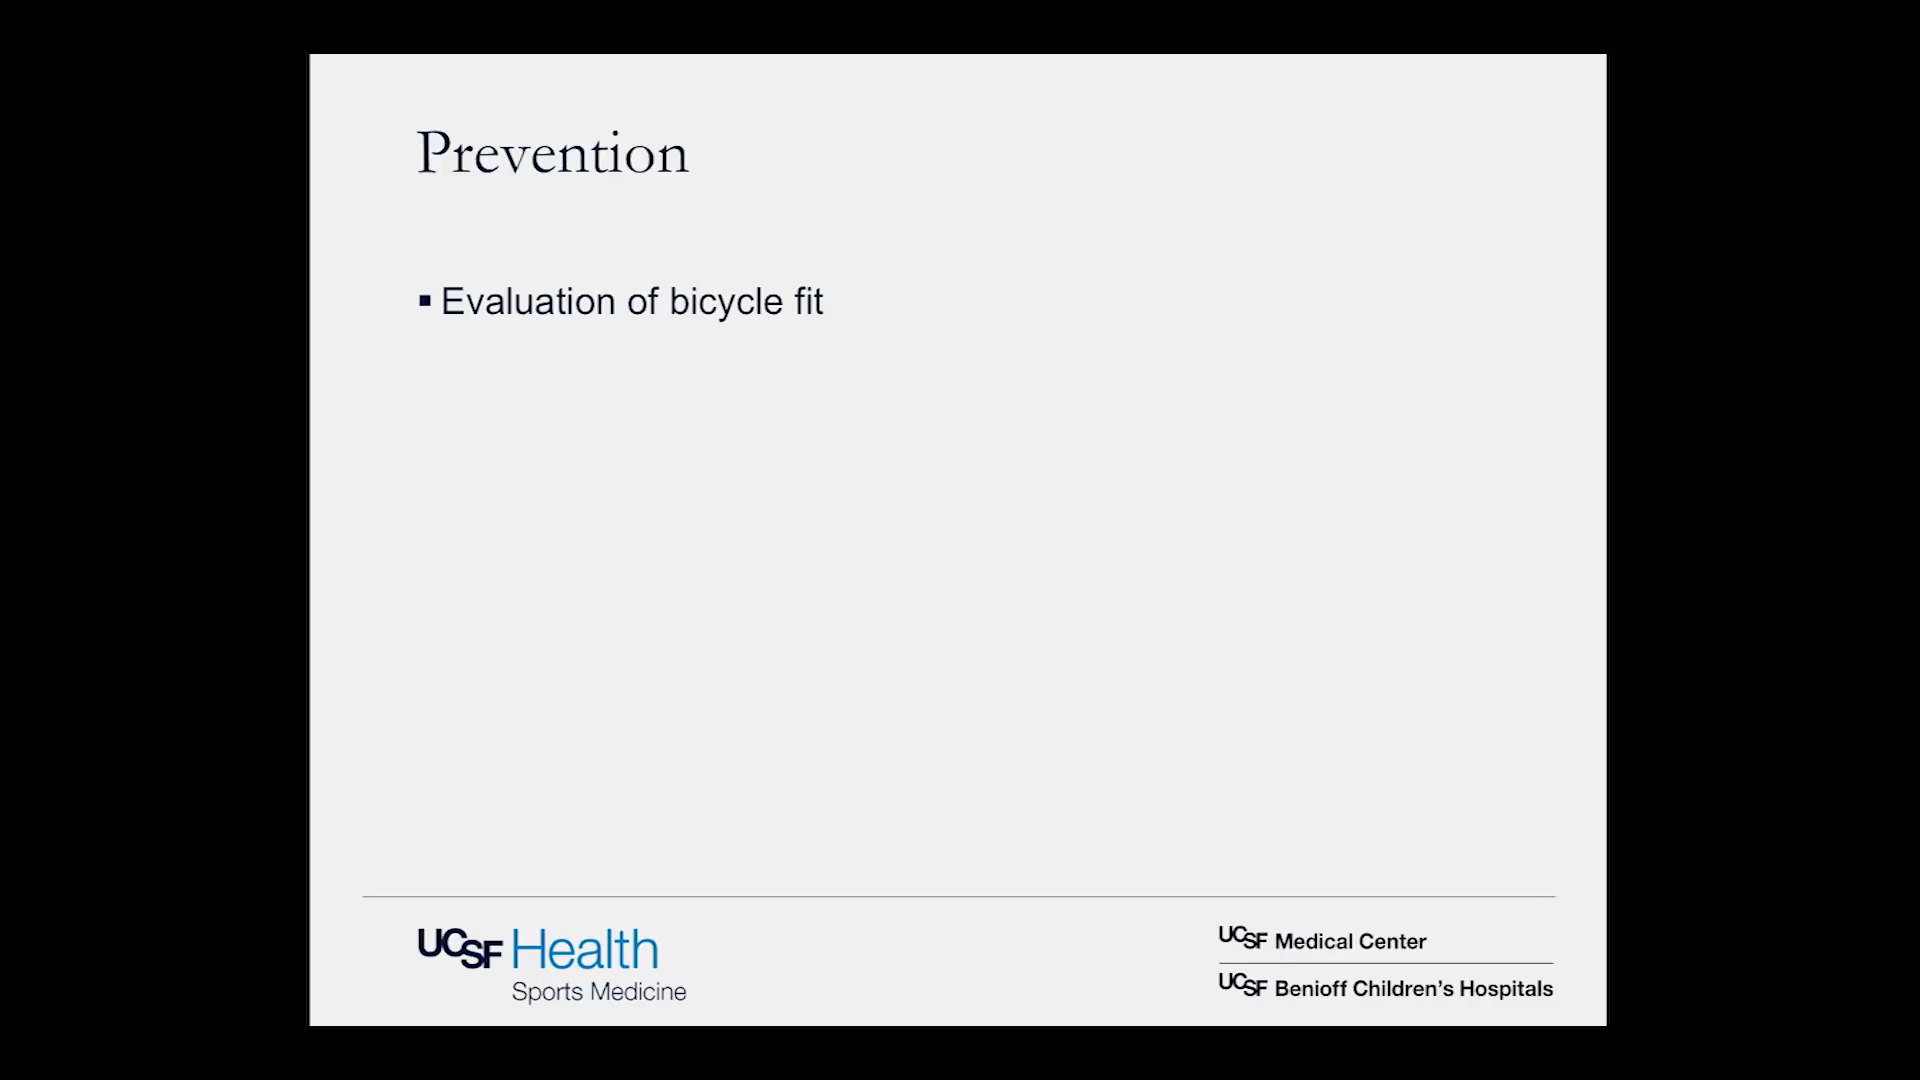 Prevention
▪ Evaluation of bicycle fit
UCSF Health
Sports Medicine
UCSF Medical Center
UCSF Benioff Children's Hospitals